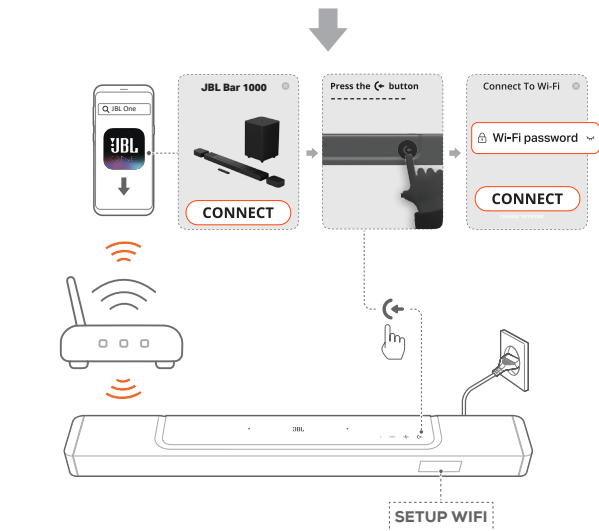 JBL One
JBL
JBL Bar 1000
CONNECT
Press the button
Connect To Wi-Fi
Wi-Fi password
CONNECT
JBL
SETUP WIFI